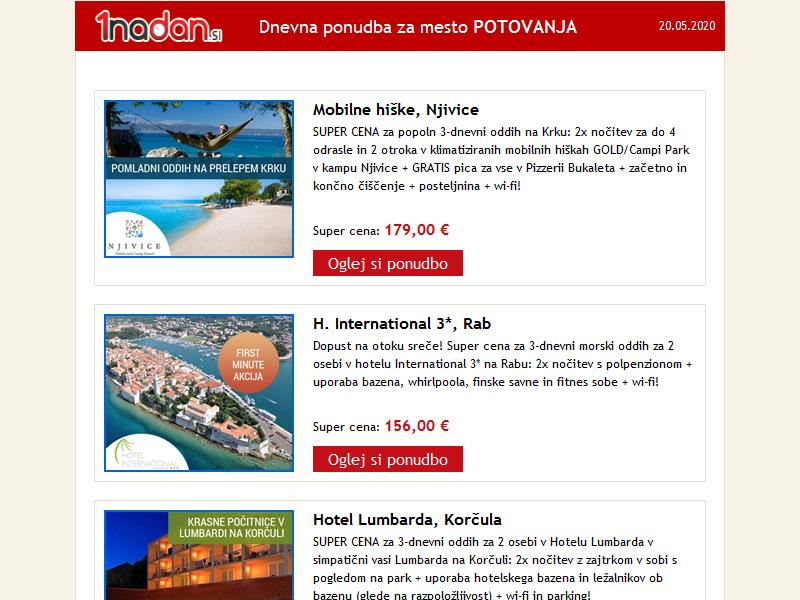 1nadan.si
Dnevna ponudba za mesto POTOVANJA
20.05.2020
POMLADNI ODDIH NA PRELEPEM KRKU
NJIVICE
Hotels and Camp Resort
Mobilne hiške, Njivice
SUPER CENA za popoln 3-dnevni oddih na Krku: 2x nočitev za do 4
odrasle in 2 otroka v klimatiziranih mobilnih hiškah GOLD/Campi Park
v kampu Njivice + GRATIS pica za vse v Pizzerii Bukaleta + začetno in
končno čiščenje + posteljnina + wi-fi!
Super cena: 179,00 €
Oglej si ponudbo
FIRST
MINUTE
AKCIJA
HOTEL
INTERNATIONAL
H. International 3*, Rab
Dopust na otoku sreče! Super cena za 3-dnevni morski oddih za 2
osebi v hotelu International 3* na Rabu: 2x nočitev s polpenzionom +
uporaba bazena, whirlpoola, finske savne in fitnes sobe + wi-fi!
Super cena: 156,00 €
Oglej si ponudbo
KRASNE POČITNICE V
LUMBARDI NA KORČULI
Hotel Lumbarda, Korčula
SUPER CENA za 3-dnevni oddih za 2 osebi v Hotelu Lumbarda v
simpatični vasi Lumbarda na Korčuli: 2x nočitev z zajtrkom v sobi s
pogledom na park + uporaba hotelskega bazena in ležalnikov ob
bazenu (glede na razpoložljivost) + wi-fi in parking!